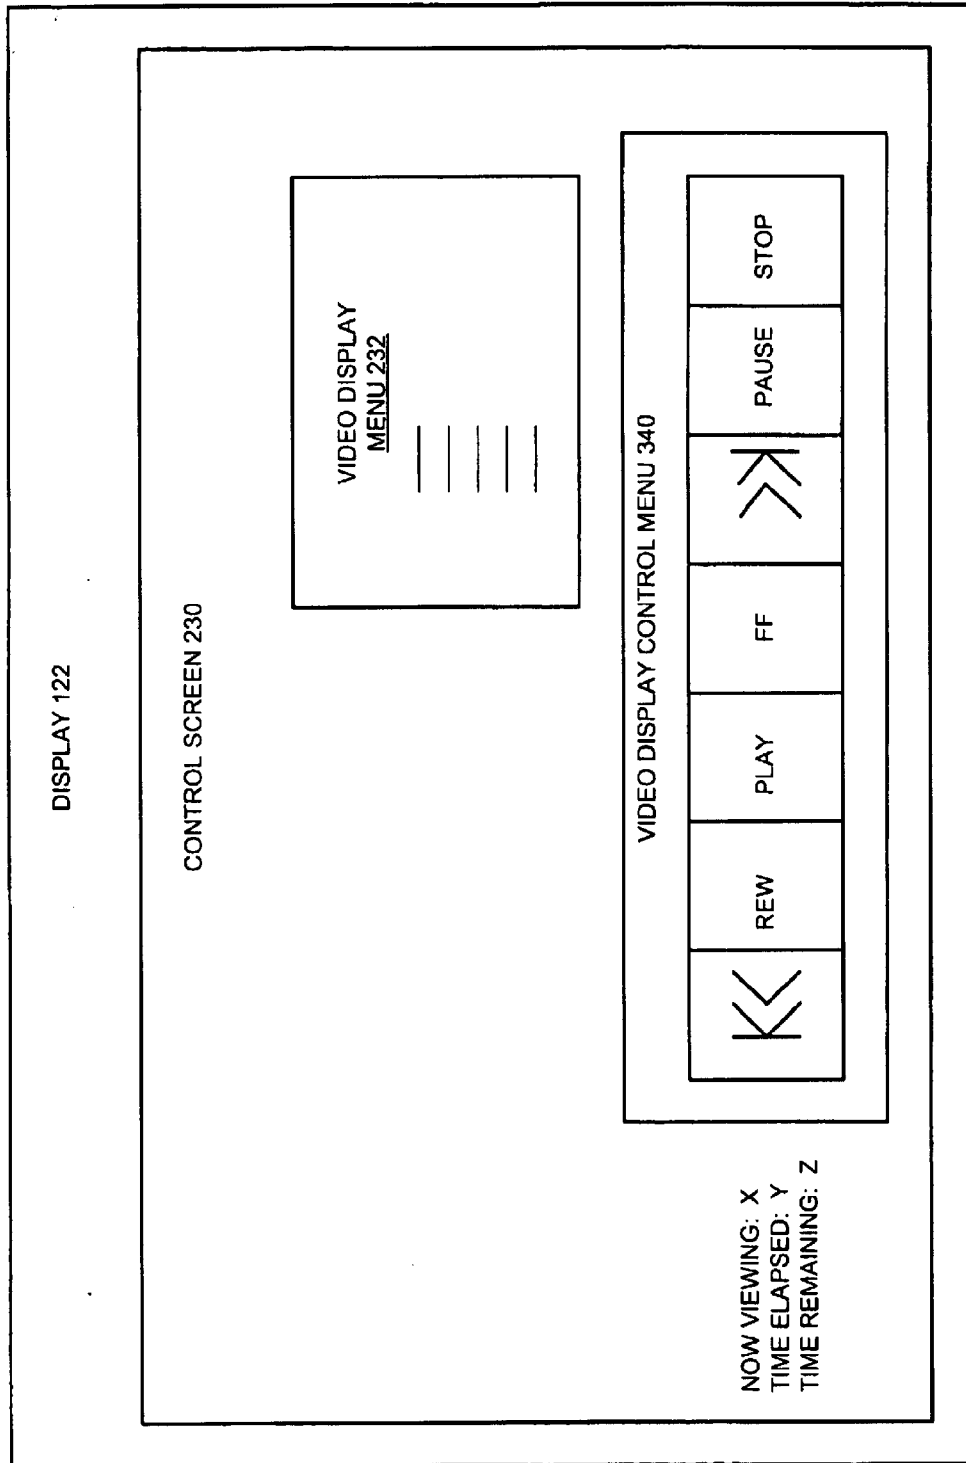 DISPLAY 122
CONTROL SCREEN 230
VIDEO DISPLAY
MENU 232
VIDEO DISPLAY CONTROL MENU 340
REW
PLAY
FF
PAUSE
STOP
NOW VIEWING: X
TIME ELAPSED: Y
TIME REMAINING: Z